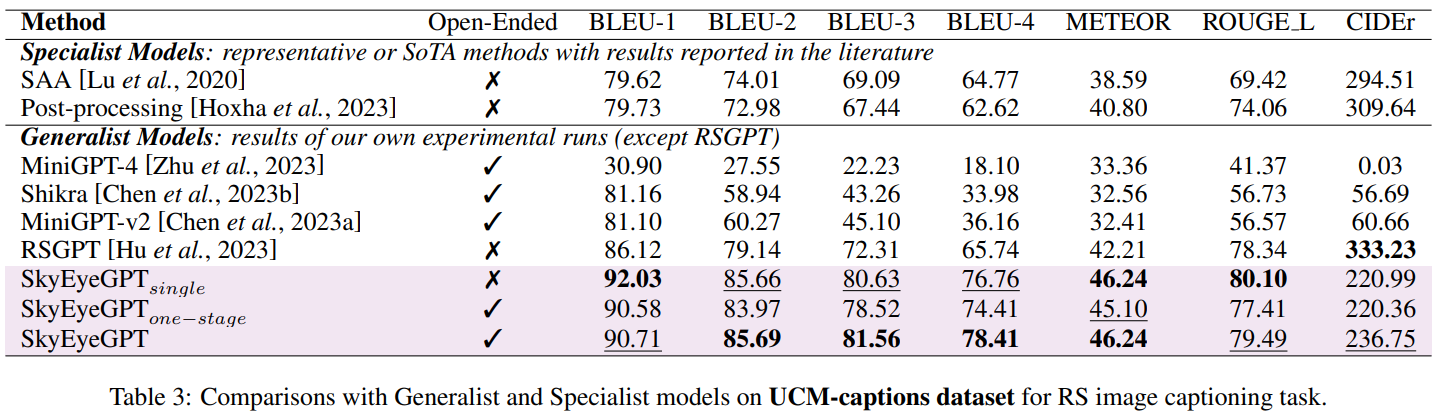 Method Open-Ended BLEU-1 BLEU-2 BLEU-3 BLEU-4 METEOR ROUGE_L CIDEr
Specialist Models: representative or SoTA methods with results reported in the literature
SAA [Lu et al., 2020] ✗ 79.62 74.01 69.09 64.77 38.59 69.42 294.51
Post-processing [Hoxha et al., 2023] ✗ 79.73 72.98 67.44 62.62 40.80 74.06 309.64
Generalist Models: results of our own experimental runs (except RSGPT)
MiniGPT-4 [Zhu et al., 2023] ✓ 30.90 27.55 22.23 18.10 33.36 41.37 0.03
Shikra [Chen et al., 2023b] ✓ 81.16 58.94 43.26 33.98 32.56 56.73 56.69
MiniGPT-v2 [Chen et al., 2023a] ✓ 81.10 60.27 45.10 36.16 32.41 56.57 60.66
RSGPT [Hu et al., 2023] ✗ 86.12 79.14 72.31 65.74 42.21 78.34 333.23
SkyEyeGPTsingle ✗ 92.03 85.66 80.63 76.76 46.24 80.10 220.99
SkyEyeGPTone−stage ✓ 90.58 83.97 78.52 74.41 45.10 77.41 220.36
SkyEyeGPT ✓ 90.71 85.69 81.56 78.41 46.24 79.49 236.75
Table 3: Comparisons with Generalist and Specialist models on UCM-captions dataset for RS image captioning task.